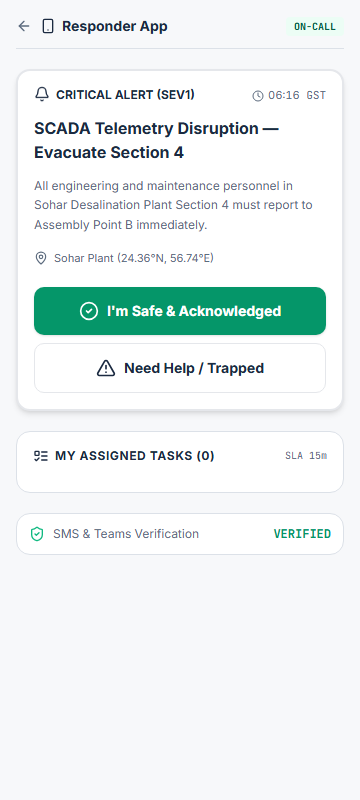 Responder App
ON-CALL
CRITICAL ALERT (SEV1)
06:16 GST
SCADA Telemetry Disruption —
Evacuate Section 4
All engineering and maintenance personnel in
Sohar Desalination Plant Section 4 must report to
Assembly Point B immediately.
Sohar Plant (24.36°N, 56.74°E)
I'm Safe & Acknowledged
Need Help / Trapped
MY ASSIGNED TASKS (0)
SLA 15m
SMS & Teams Verification
VERIFIED